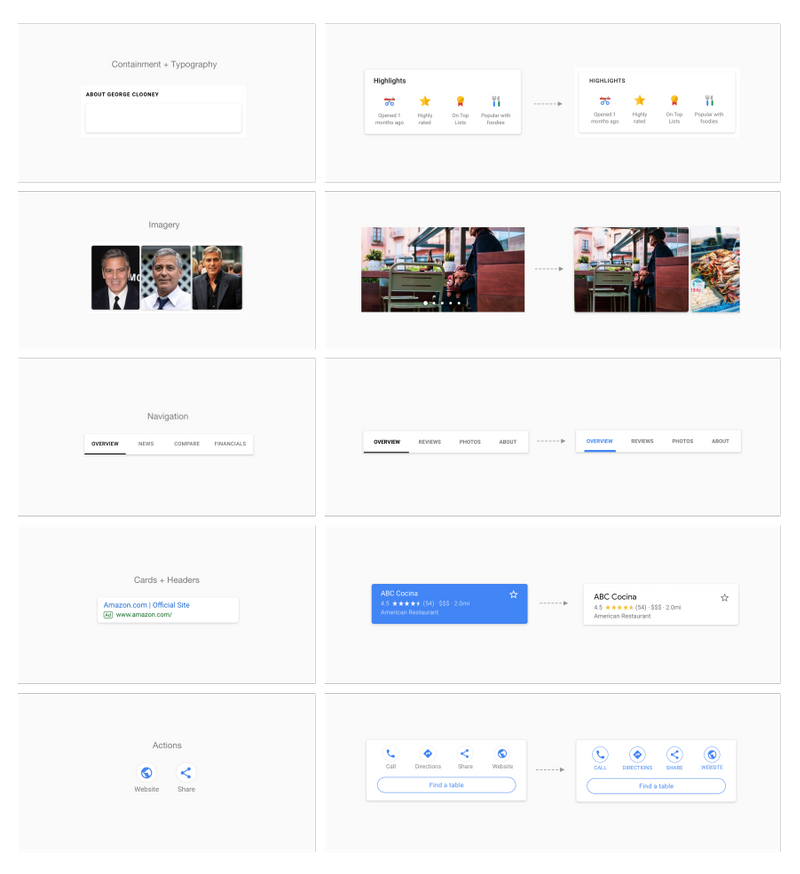 Containment + Typography
ABOUT GEORGE CLOONEY
Highlights
Opened 1 months ago
Highly rated
On Top Lists
Popular with foodies
HIGHLIGHTS
Opened 1 months ago
Highly rated
On Top Lists
Popular with foodies
Imagery
Navigation
OVERVIEW NEWS COMPARE FINANCIALS
OVERVIEW REVIEWS PHOTOS ABOUT
OVERVIEW REVIEWS PHOTOS ABOUT
Cards + Headers
Amazon.com | Official Site
Ad www.amazon.com/
ABC Cocina
4.5 ★★★★★ (54) · $$$ · 2.0mi
American Restaurant
ABC Cocina
4.5 ★★★★★ (54) · $$$ · 2.0mi
American Restaurant
Actions
Website Share
Call Directions Share Website
Find a table
CALL DIRECTIONS SHARE WEBSITE
Find a table